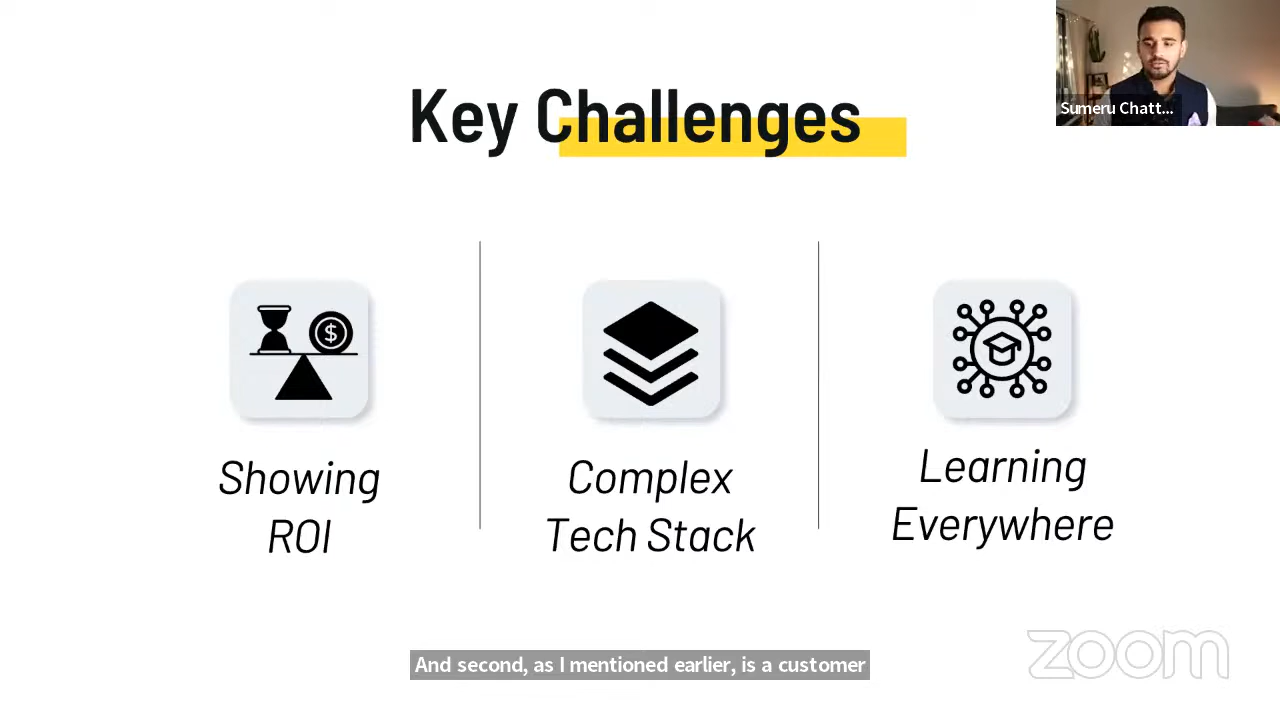 Key Challenges
Sumeru Chatt...
$
Showing
ROI
Complex
Tech Stack
Learning
Everywhere
And second, as I mentioned earlier, is a customer
zoom